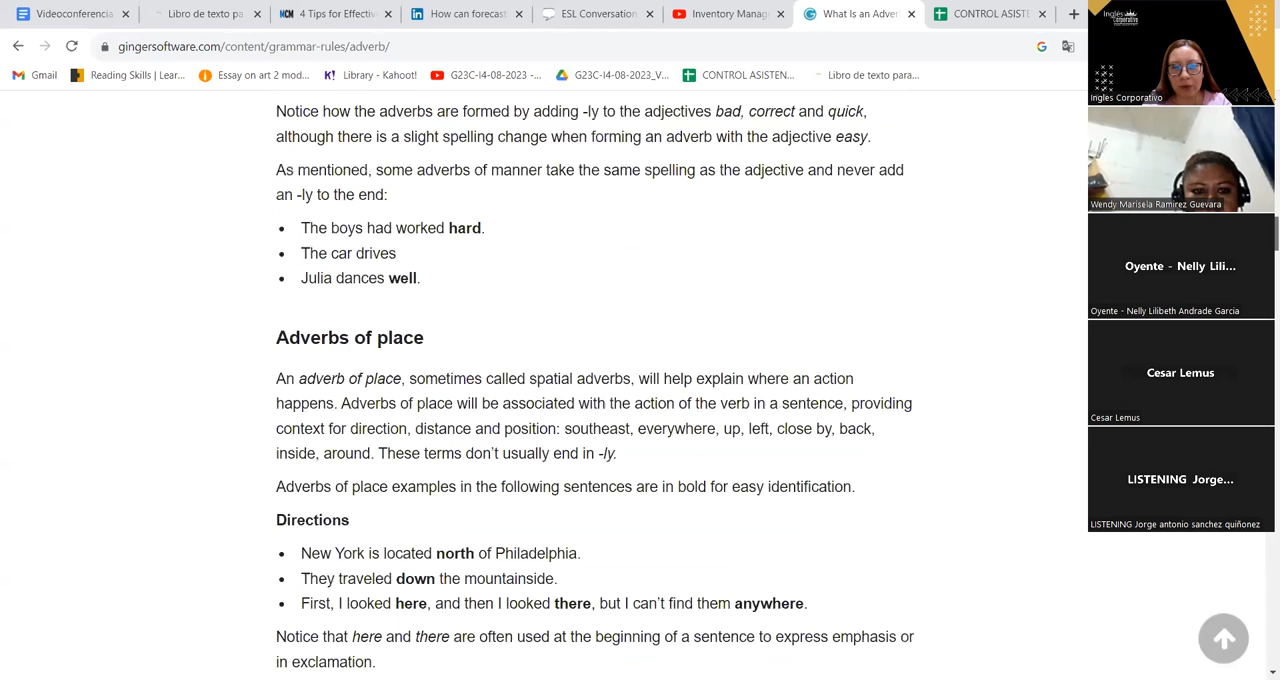 Videoconferencia
Libro de texto pa
4 Tips for Effectiv
How can forecast
ESL Conversation
Inventory Manag
What Is an Adver
CONTROL ASISTE
gingersoftware.com/content/grammar-rules/adverb/
Gmail
Reading Skills | Lear...
Essay on art 2 mod...
Library - Kahoot!
G23C-I4-08-2023 -...
G23C-I4-08-2023_V...
CONTROL ASISTEN...
Libro de texto para...
Notice how the adverbs are formed by adding -ly to the adjectives bad, correct and quick,
although there is a slight spelling change when forming an adverb with the adjective easy.
As mentioned, some adverbs of manner take the same spelling as the adjective and never add
an -ly to the end:
• The boys had worked hard.
• The car drives
• Julia dances well.
Adverbs of place
An adverb of place, sometimes called spatial adverbs, will help explain where an action
happens. Adverbs of place will be associated with the action of the verb in a sentence, providing
context for direction, distance and position: southeast, everywhere, up, left, close by, back,
inside, around. These terms don’t usually end in -ly.
Adverbs of place examples in the following sentences are in bold for easy identification.
Directions
• New York is located north of Philadelphia.
• They traveled down the mountainside.
• First, I looked here, and then I looked there, but I can’t find them anywhere.
Notice that here and there are often used at the beginning of a sentence to express emphasis or
in exclamation.
Inglés
Corporativo
Ingles Corporativo
Wendy Marisela Ramirez Guevara
Oyente - Nelly Lili...
Oyente - Nelly Lilibeth Andrade Garcia
Cesar Lemus
Cesar Lemus
LISTENING Jorge...
LISTENING Jorge antonio sanchez quiñonez